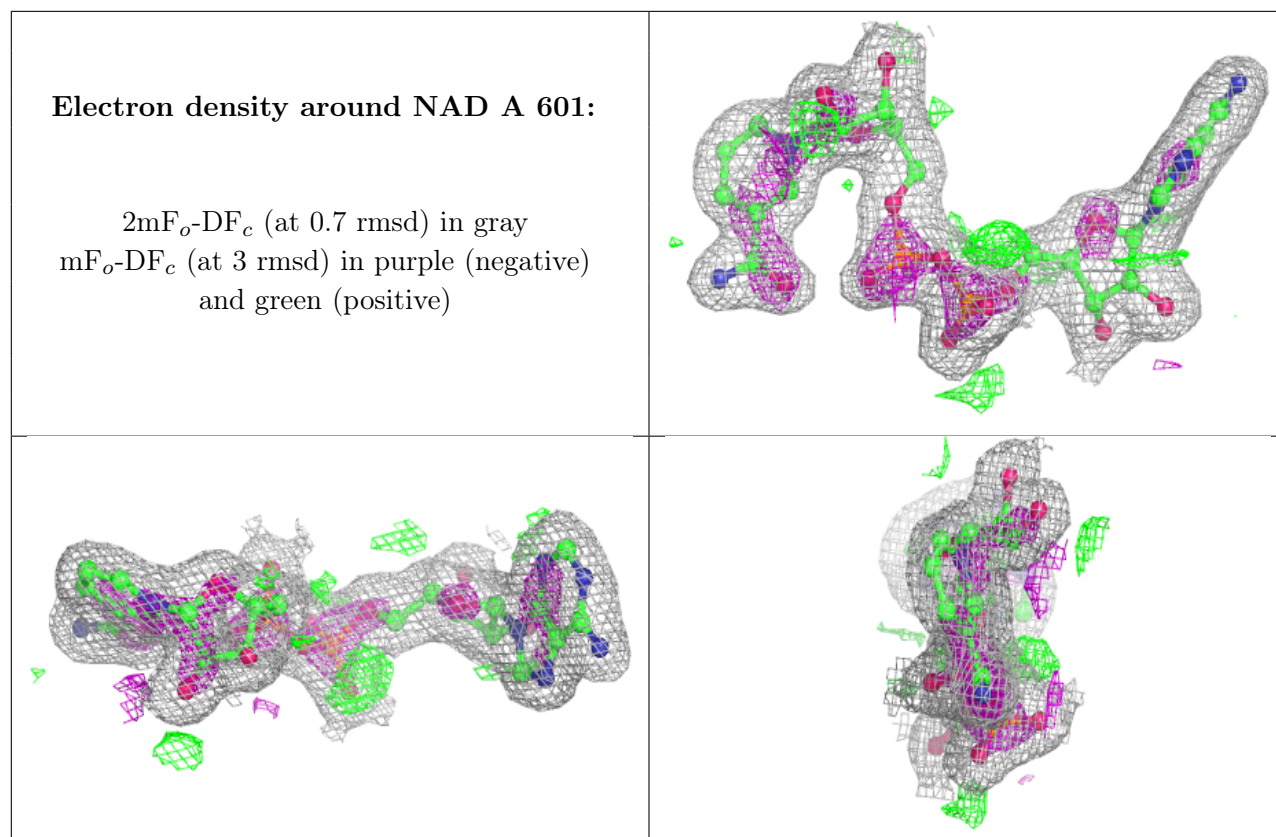 Electron density around NAD A 601:
2mFₒ-DF𝒸 (at 0.7 rmsd) in gray
mFₒ-DF𝒸 (at 3 rmsd) in purple (negative)
and green (positive)